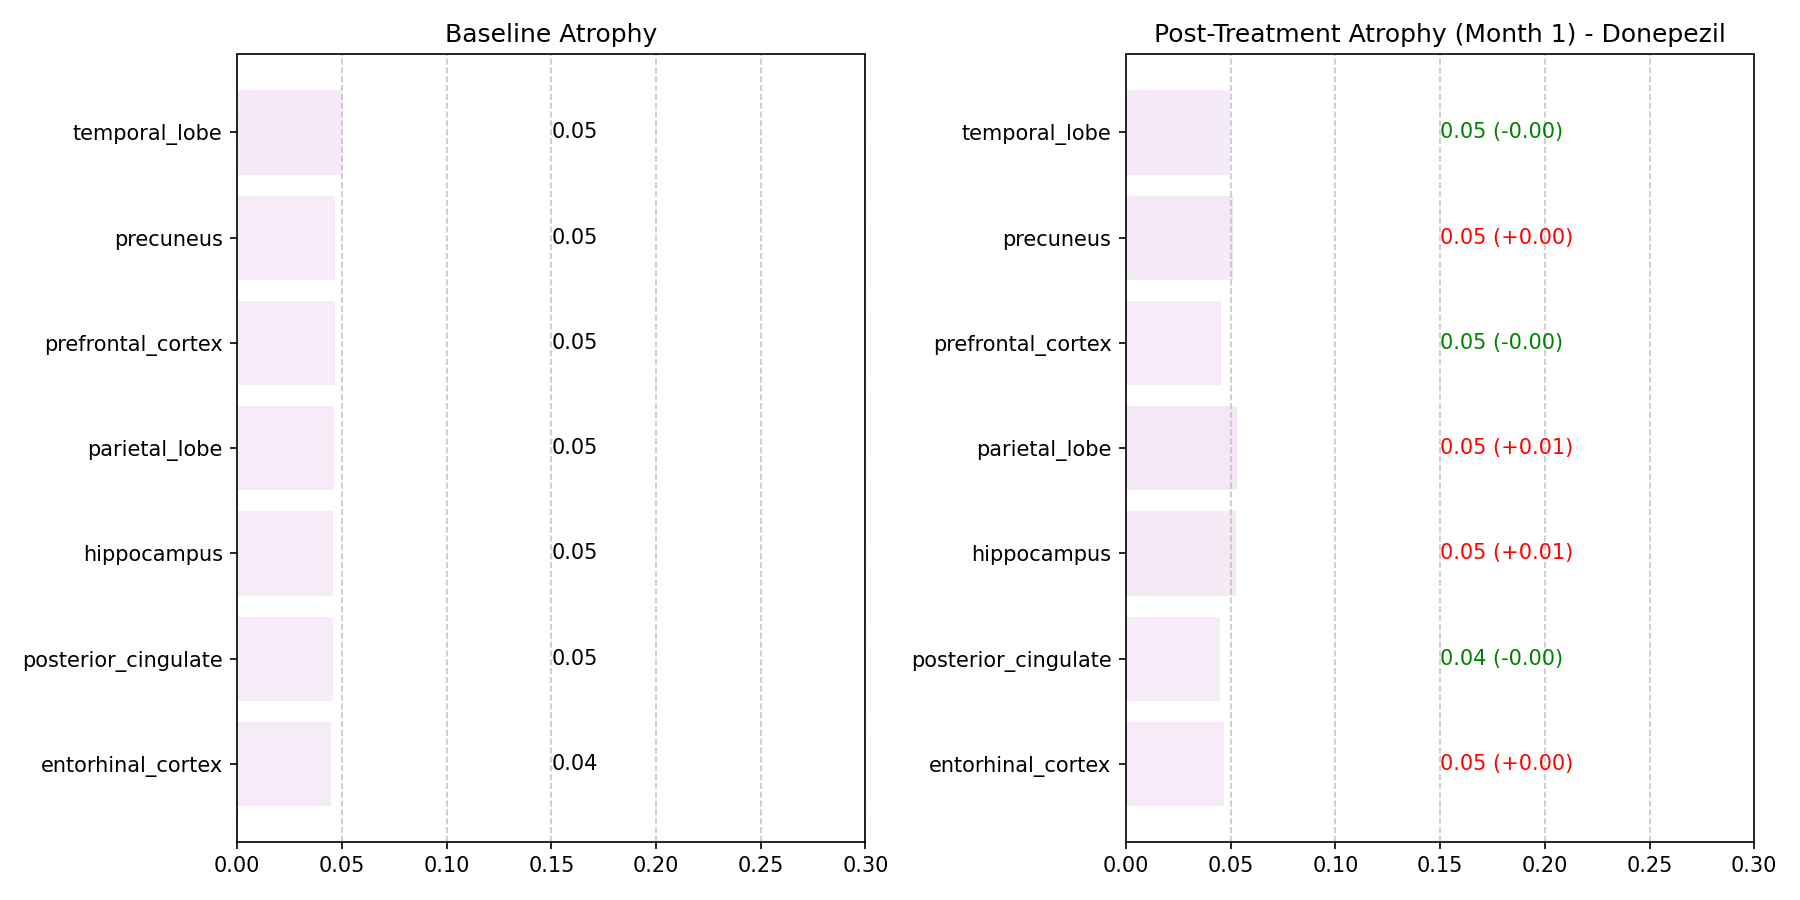 Baseline Atrophy
temporal_lobe 0.05
precuneus 0.05
prefrontal_cortex 0.05
parietal_lobe 0.05
hippocampus 0.05
posterior_cingulate 0.05
entorhinal_cortex 0.04
0.00 0.05 0.10 0.15 0.20 0.25 0.30
Post-Treatment Atrophy (Month 1) - Donepezil
temporal_lobe 0.05 (-0.00)
precuneus 0.05 (+0.00)
prefrontal_cortex 0.05 (-0.00)
parietal_lobe 0.05 (+0.01)
hippocampus 0.05 (+0.01)
posterior_cingulate 0.04 (-0.00)
entorhinal_cortex 0.05 (+0.00)
0.00 0.05 0.10 0.15 0.20 0.25 0.30